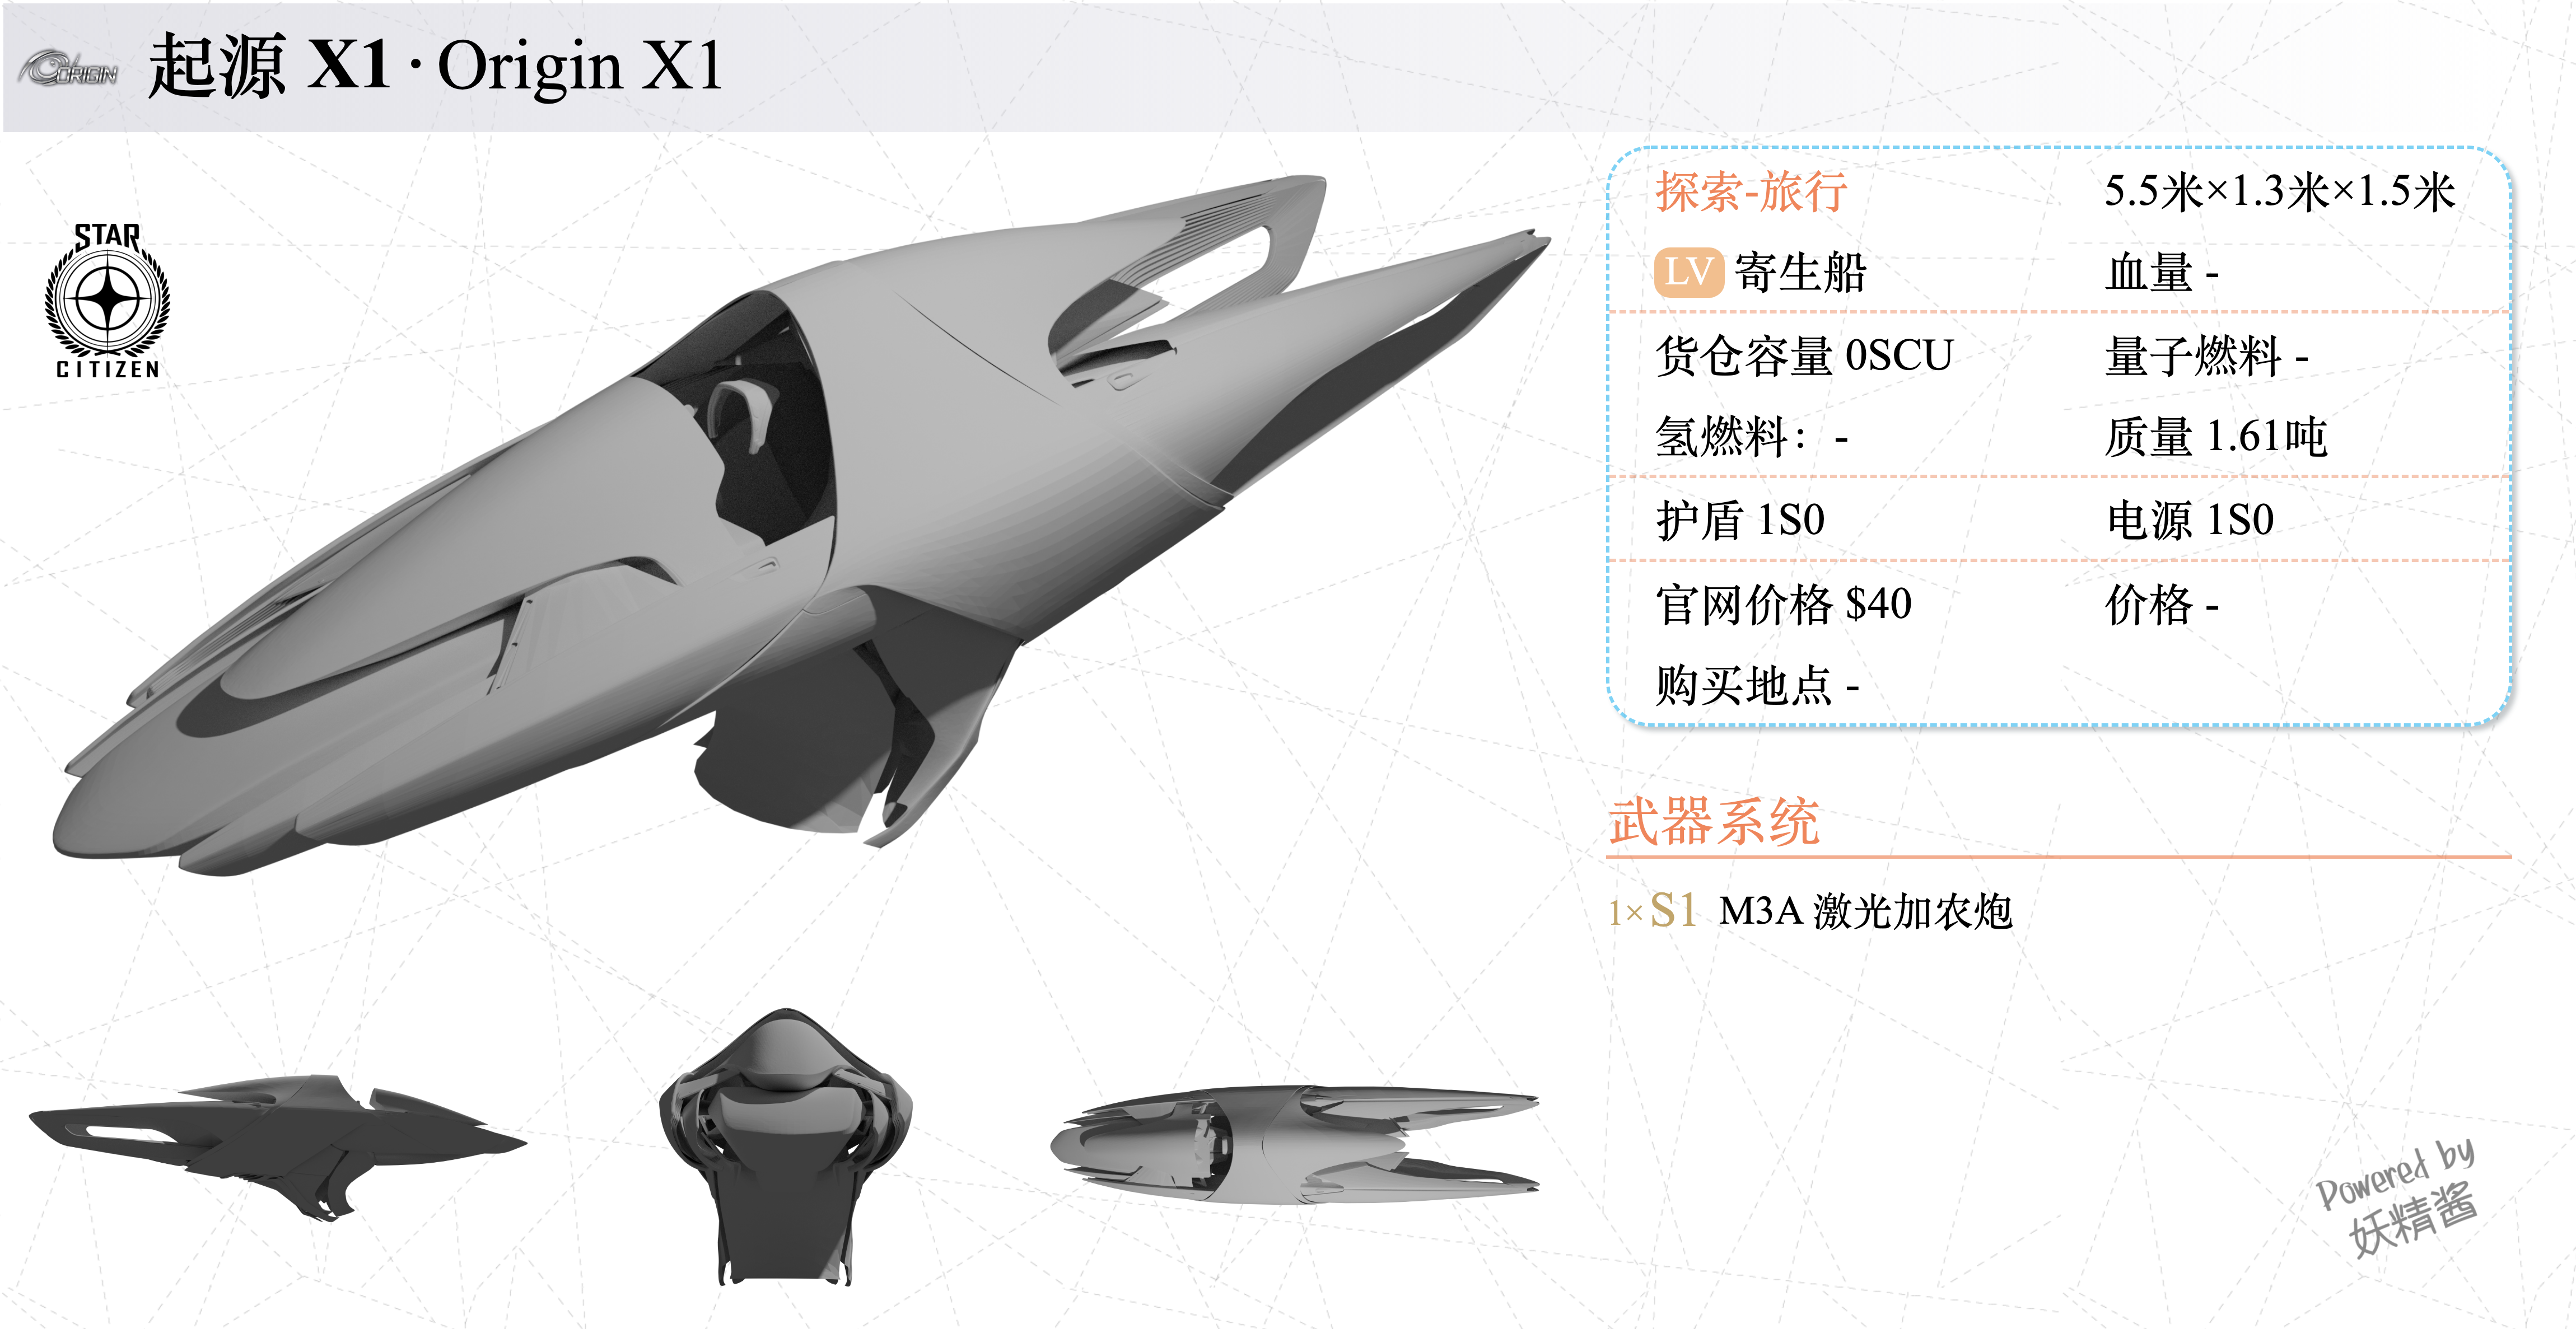 ORIGIN 起源 X1 · Origin X1
STAR
CITIZEN
探索-旅行 5.5米×1.3米×1.5米
LV 寄生船 血量 -
货仓容量 0SCU 量子燃料 -
氢燃料：- 质量 1.61吨
护盾 1S0 电源 1S0
官网价格 $40 价格 -
购买地点 -
武器系统
1× S1 M3A 激光加农炮
Powered by
妖精酱